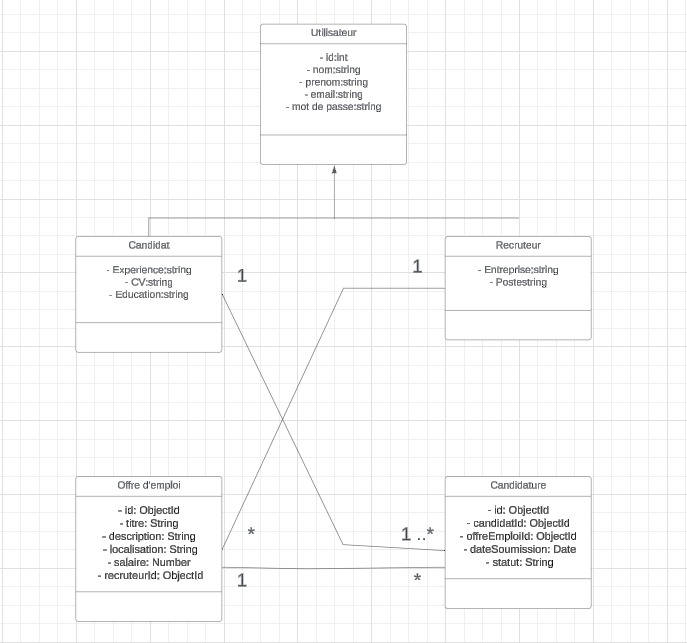 Utilisateur
- id:int
- nom:string
- prenom:string
- email:string
- mot de passe:string
Candidat
- Experience:string
- CV:string
- Education:string
1
1
Recruteur
- Entreprise:string
- Postestring
Offre d'emploi
- id: ObjectId
- titre: String
- description: String
- localisation: String
- salaire: Number
- recruteurId: ObjectId
*
1
1 ..*
*
Candidature
- id: ObjectId
- candidatId: ObjectId
- offreEmploiId: ObjectId
- dateSoumission: Date
- statut: String